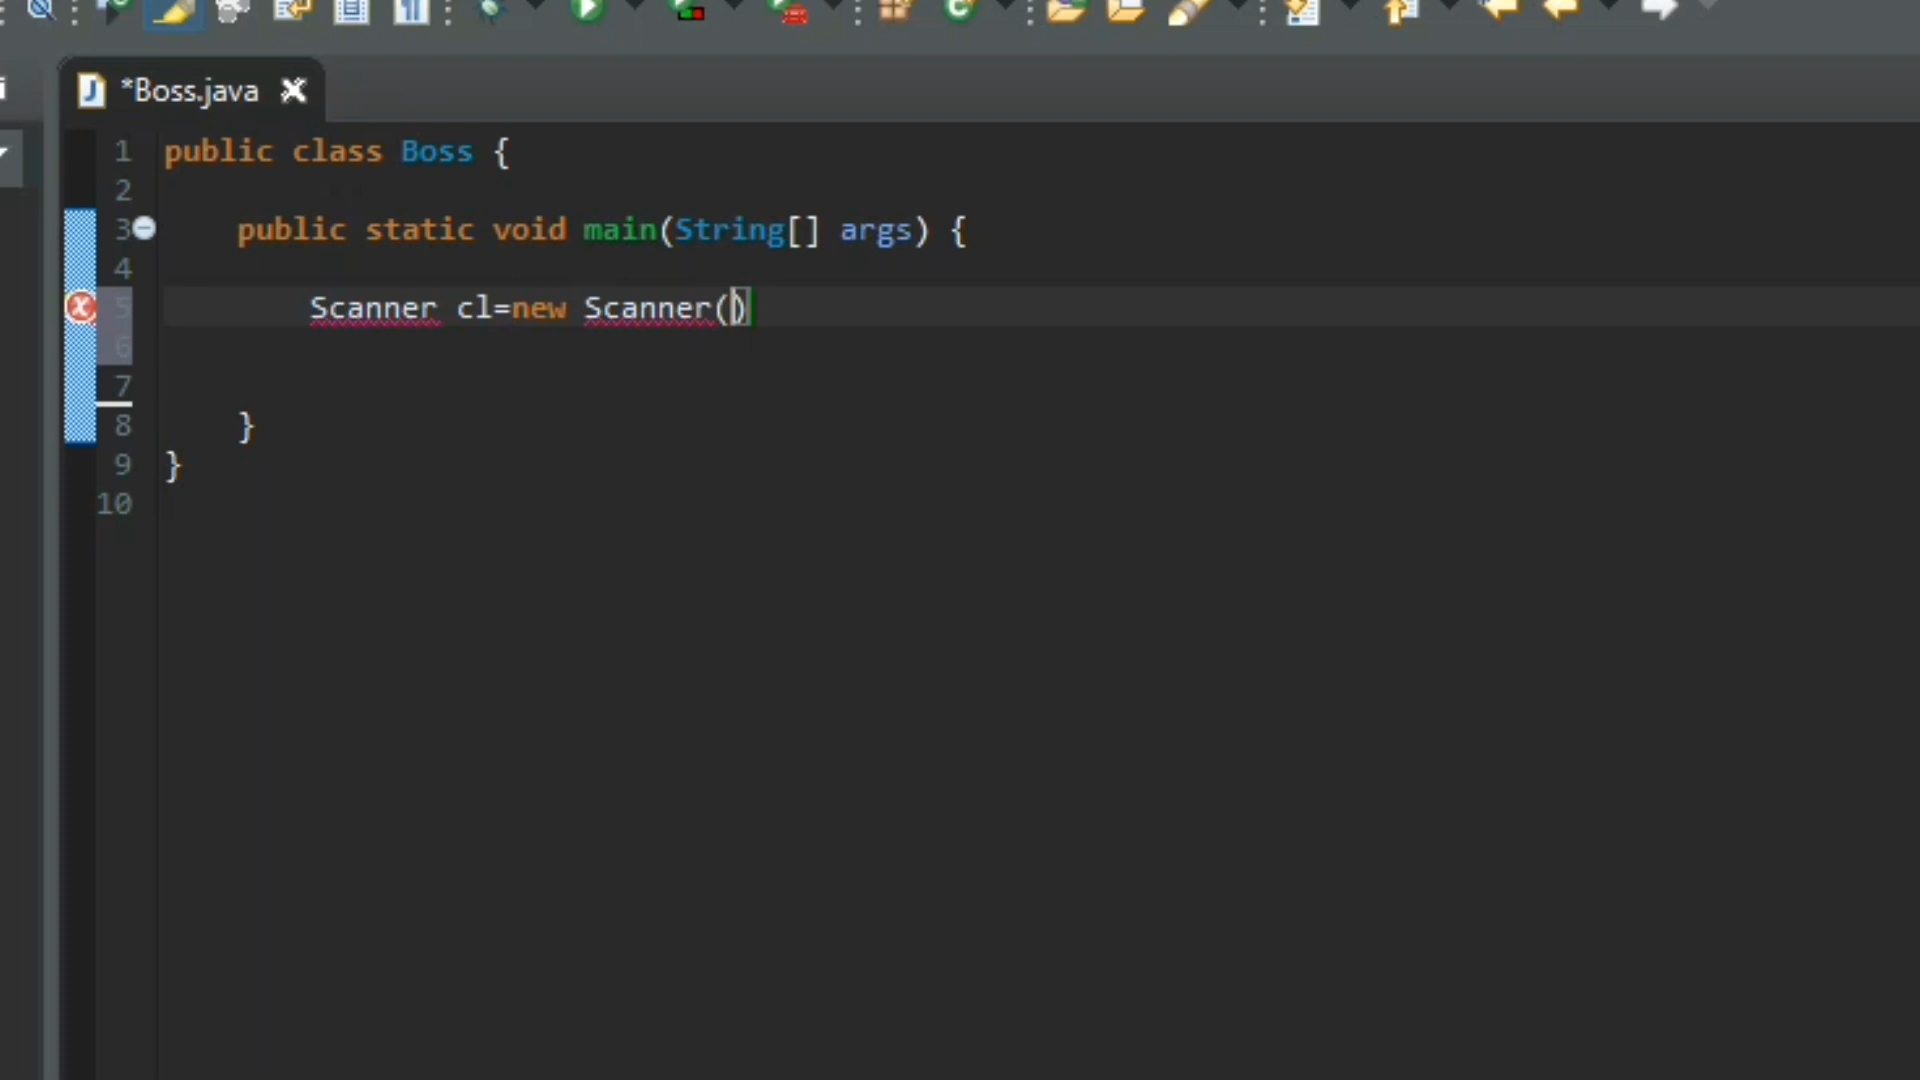 *Boss.java
1 public class Boss {
2
3 public static void main(String[] args) {
4
5 Scanner cl=new Scanner()
6
7
8 }
9 }
10